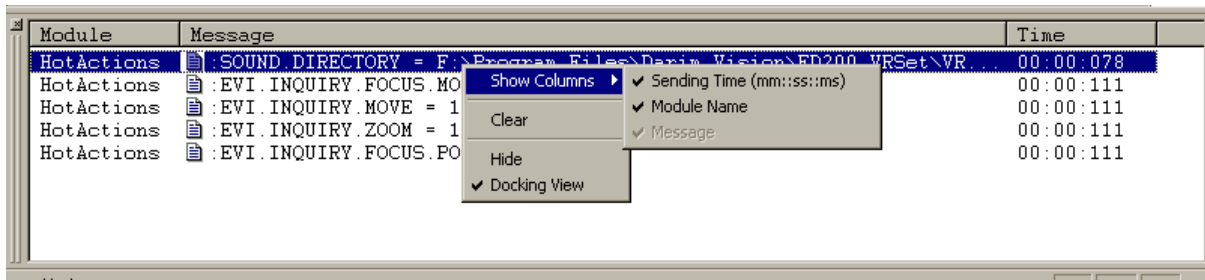 Module Message Time
HotActions :SOUND.DIRECTORY = F:\Program Files\Darim Vision\FD200 VRSet\VR... 00:00:078
HotActions :EVI.INQUIRY.FOCUS.MO 00:00:111
HotActions :EVI.INQUIRY.MOVE = 1 00:00:111
HotActions :EVI.INQUIRY.ZOOM = 1 00:00:111
HotActions :EVI.INQUIRY.FOCUS.PO 00:00:111
Show Columns
Clear
Hide
Docking View
Sending Time (mm::ss::ms)
Module Name
Message